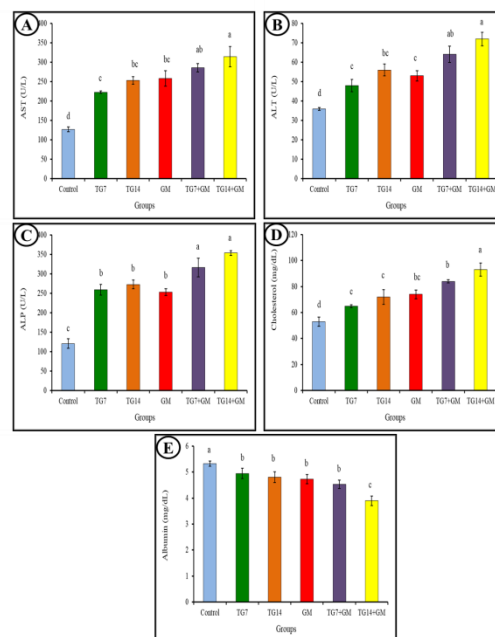 A
AST (U/L)
350
300
250
200
150
100
50
0
d
c
bc
bc
ab
a
Control TG7 TG14 GM TG7+GM TG14+GM
Groups
B
ALT (U/L)
80
70
60
50
40
30
20
10
0
d
c
bc
c
ab
a
Control TG7 TG14 GM TG7+GM TG14+GM
Groups
C
ALP (U/L)
400
350
300
250
200
150
100
50
0
c
b
b
b
a
a
Control TG7 TG14 GM TG7+GM TG14+GM
Groups
D
Cholesterol (mg/dL)
120
100
80
60
40
20
0
d
c
c
bc
b
a
Control TG7 TG14 GM TG7+GM TG14+GM
Groups
E
Albumin (mg/dL)
6
5
4
3
2
1
0
a
b
b
b
b
c
Control TG7 TG14 GM TG7+GM TG14+GM
Groups